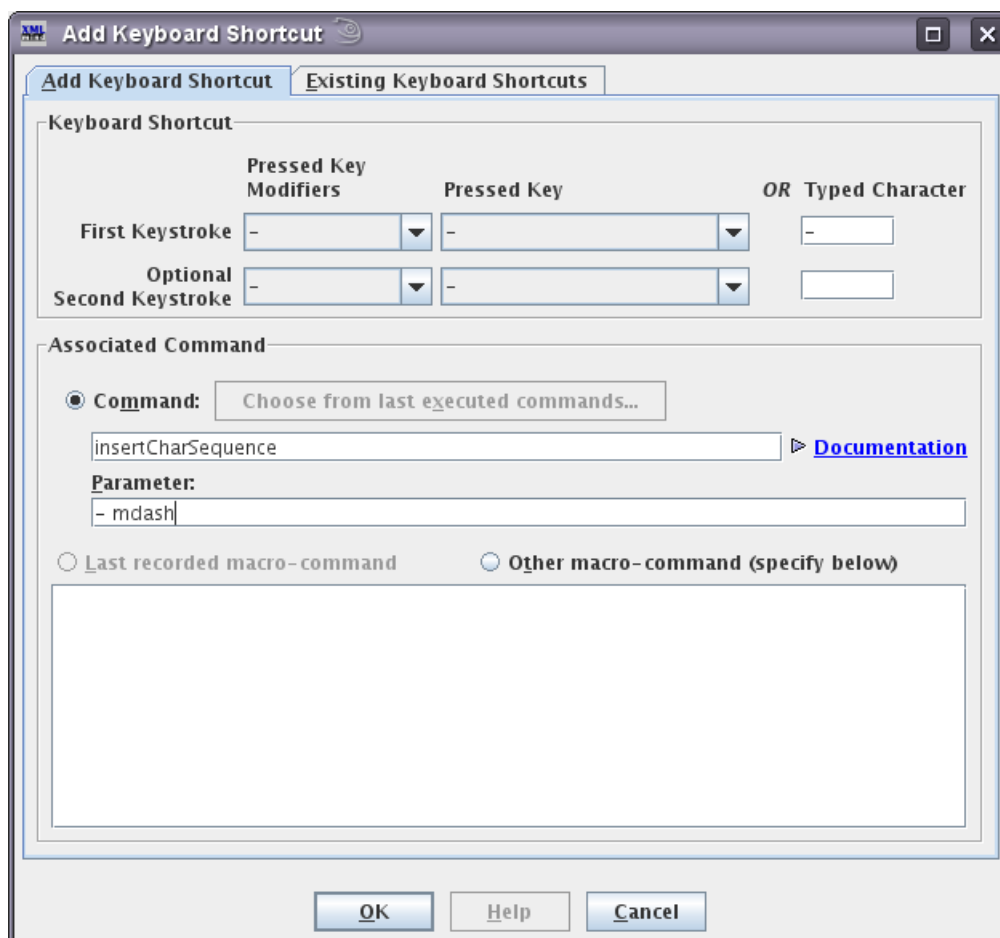 XML
Add Keyboard Shortcut
Add Keyboard Shortcut Existing Keyboard Shortcuts
Keyboard Shortcut
Pressed Key
Modifiers Pressed Key OR Typed Character
First Keystroke - - -
Optional
Second Keystroke - -
Associated Command
Command: Choose from last executed commands...
insertCharSequence Documentation
Parameter:
- mdash
Last recorded macro-command Other macro-command (specify below)
OK Help Cancel